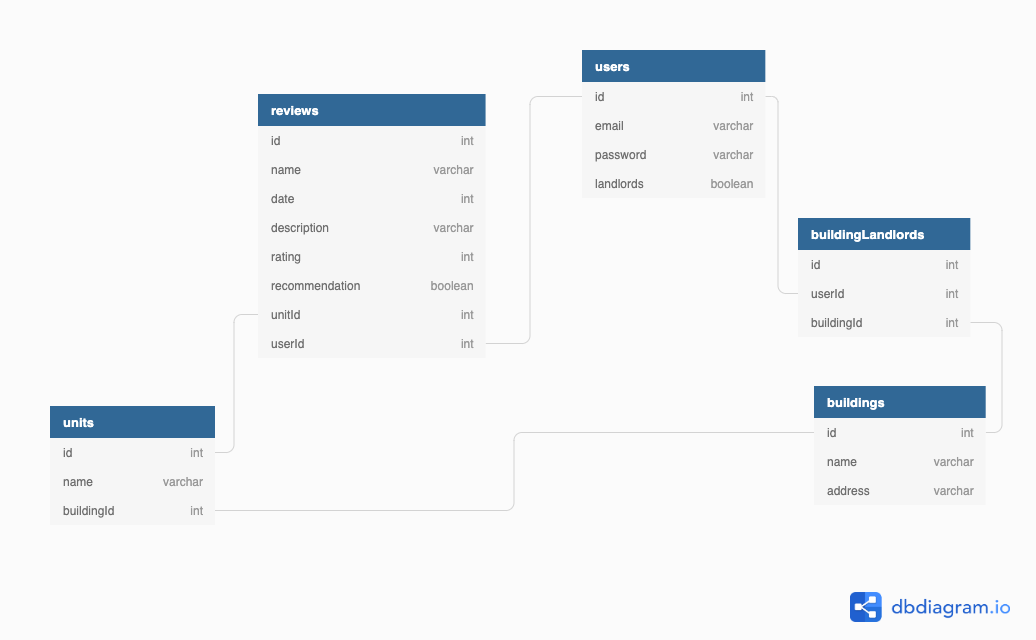 users
id int
email varchar
password varchar
landlords boolean
reviews
id int
name varchar
date int
description varchar
rating int
recommendation boolean
unitId int
userId int
buildingLandlords
id int
userId int
buildingId int
units
id int
name varchar
buildingId int
buildings
id int
name varchar
address varchar
dbdiagram.io